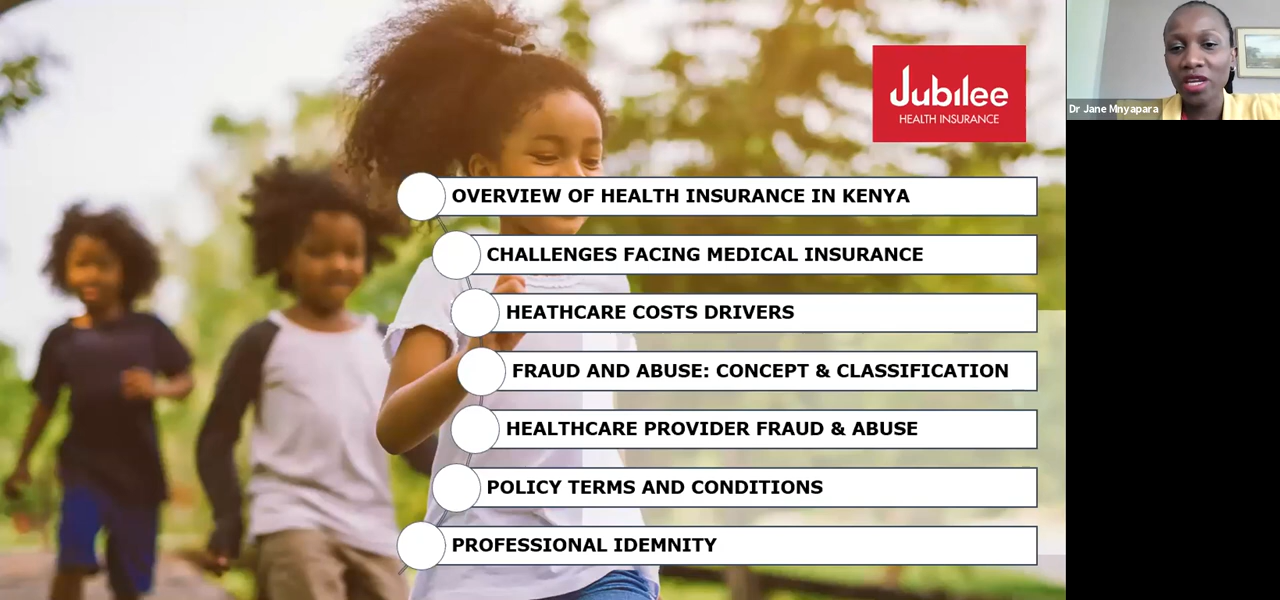 Jubilee
HEALTH INSURANCE
Dr Jane Mnyapara
OVERVIEW OF HEALTH INSURANCE IN KENYA
CHALLENGES FACING MEDICAL INSURANCE
HEATHCARE COSTS DRIVERS
FRAUD AND ABUSE: CONCEPT & CLASSIFICATION
HEALTHCARE PROVIDER FRAUD & ABUSE
POLICY TERMS AND CONDITIONS
PROFESSIONAL IDEMNITY